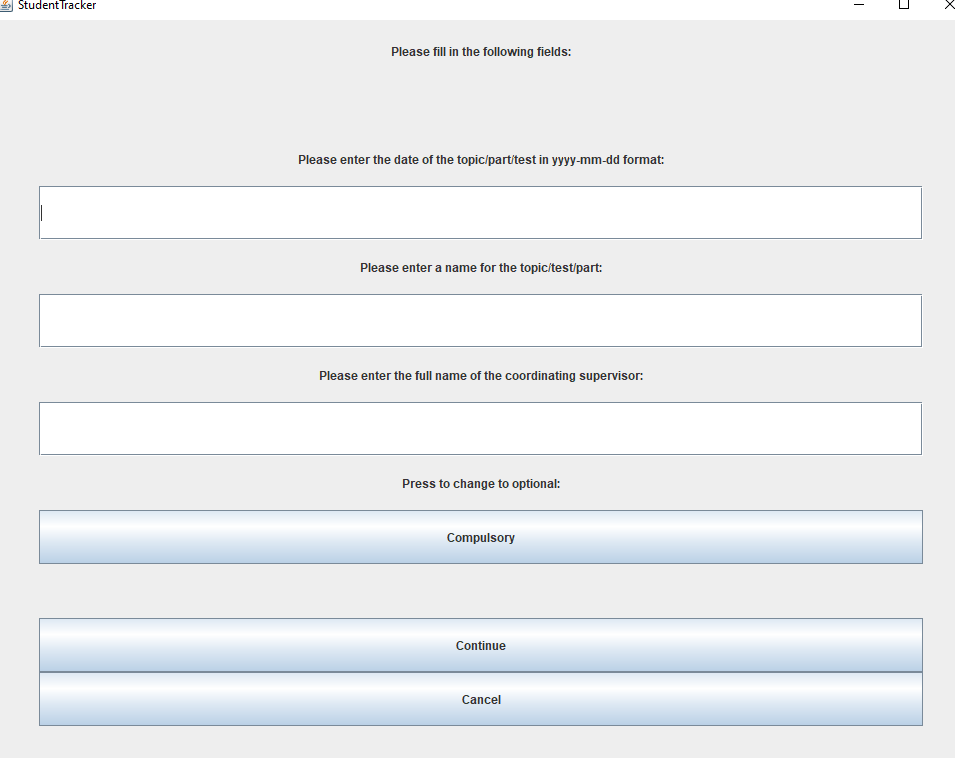 StudentTracker
Please fill in the following fields:
Please enter the date of the topic/part/test in yyyy-mm-dd format:
Please enter a name for the topic/test/part:
Please enter the full name of the coordinating supervisor:
Press to change to optional:
Compulsory
Continue
Cancel